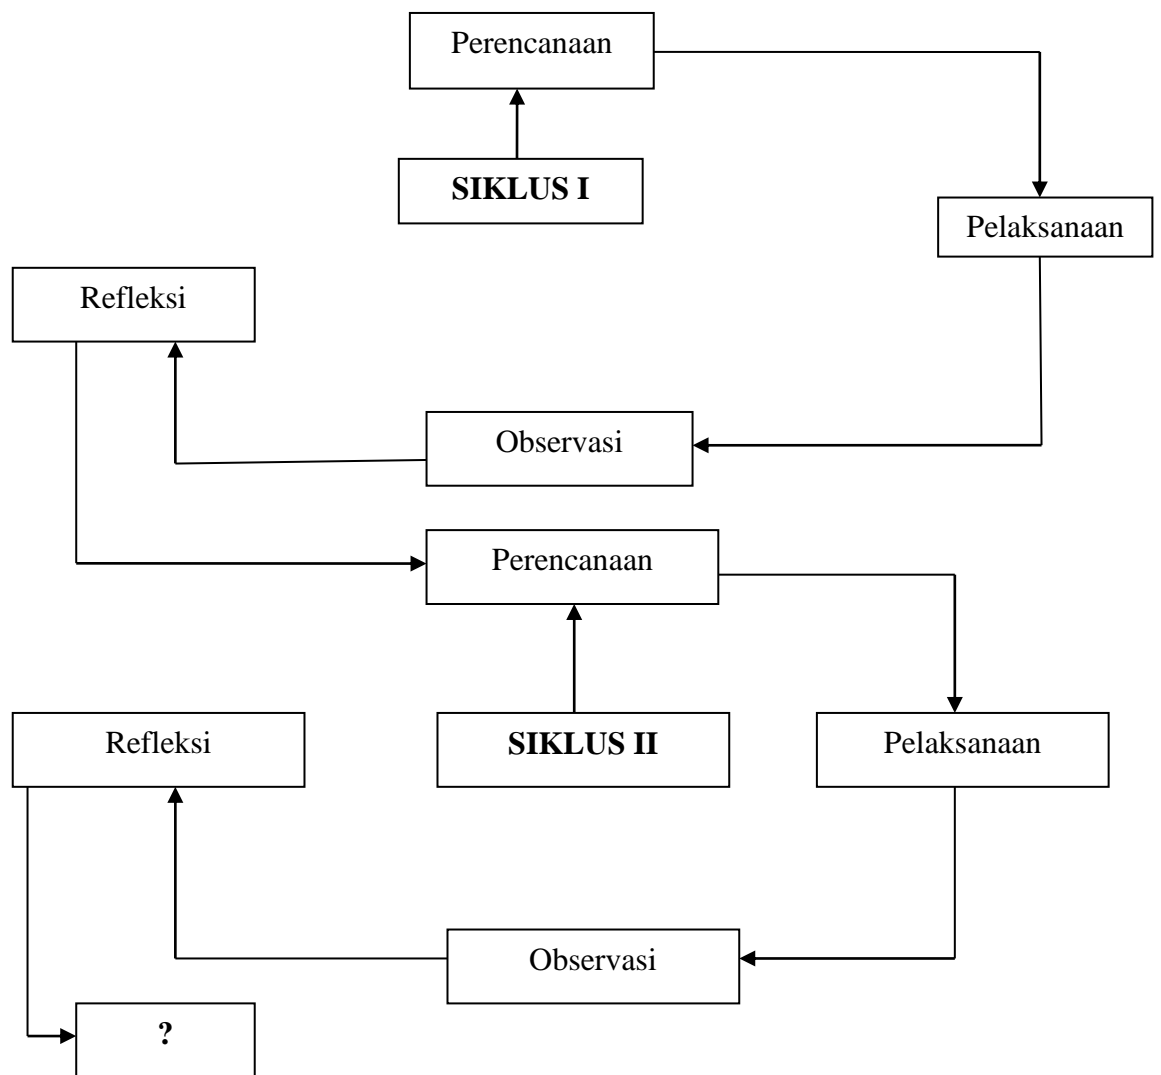 Perencanaan
SIKLUS I
Pelaksanaan
Refleksi
Observasi
Perencanaan
Refleksi
SIKLUS II
Pelaksanaan
Observasi
?